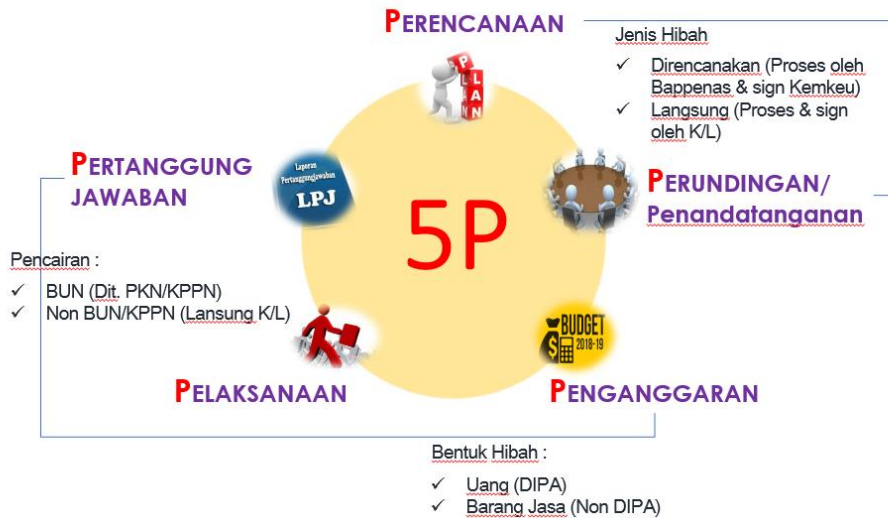 PERENCANAAN
Jenis Hibah
✓ Direncanakan (Proses oleh
Bappenas & sign Kemkeu)
✓ Langsung (Proses & sign
oleh K/L)
PLAN
PERTANGGUNG
JAWABAN
Laporan
Pertanggungjawaban
LPJ
5P
PERUNDINGAN/
Penandatanganan
Pencairan :
✓ BUN (Dit. PKN/KPPN)
✓ Non BUN/KPPN (Lansung K/L)
BUDGET
$ 2018-19
PELAKSANAAN
PENGANGGARAN
Bentuk Hibah :
✓ Uang (DIPA)
✓ Barang Jasa (Non DIPA)